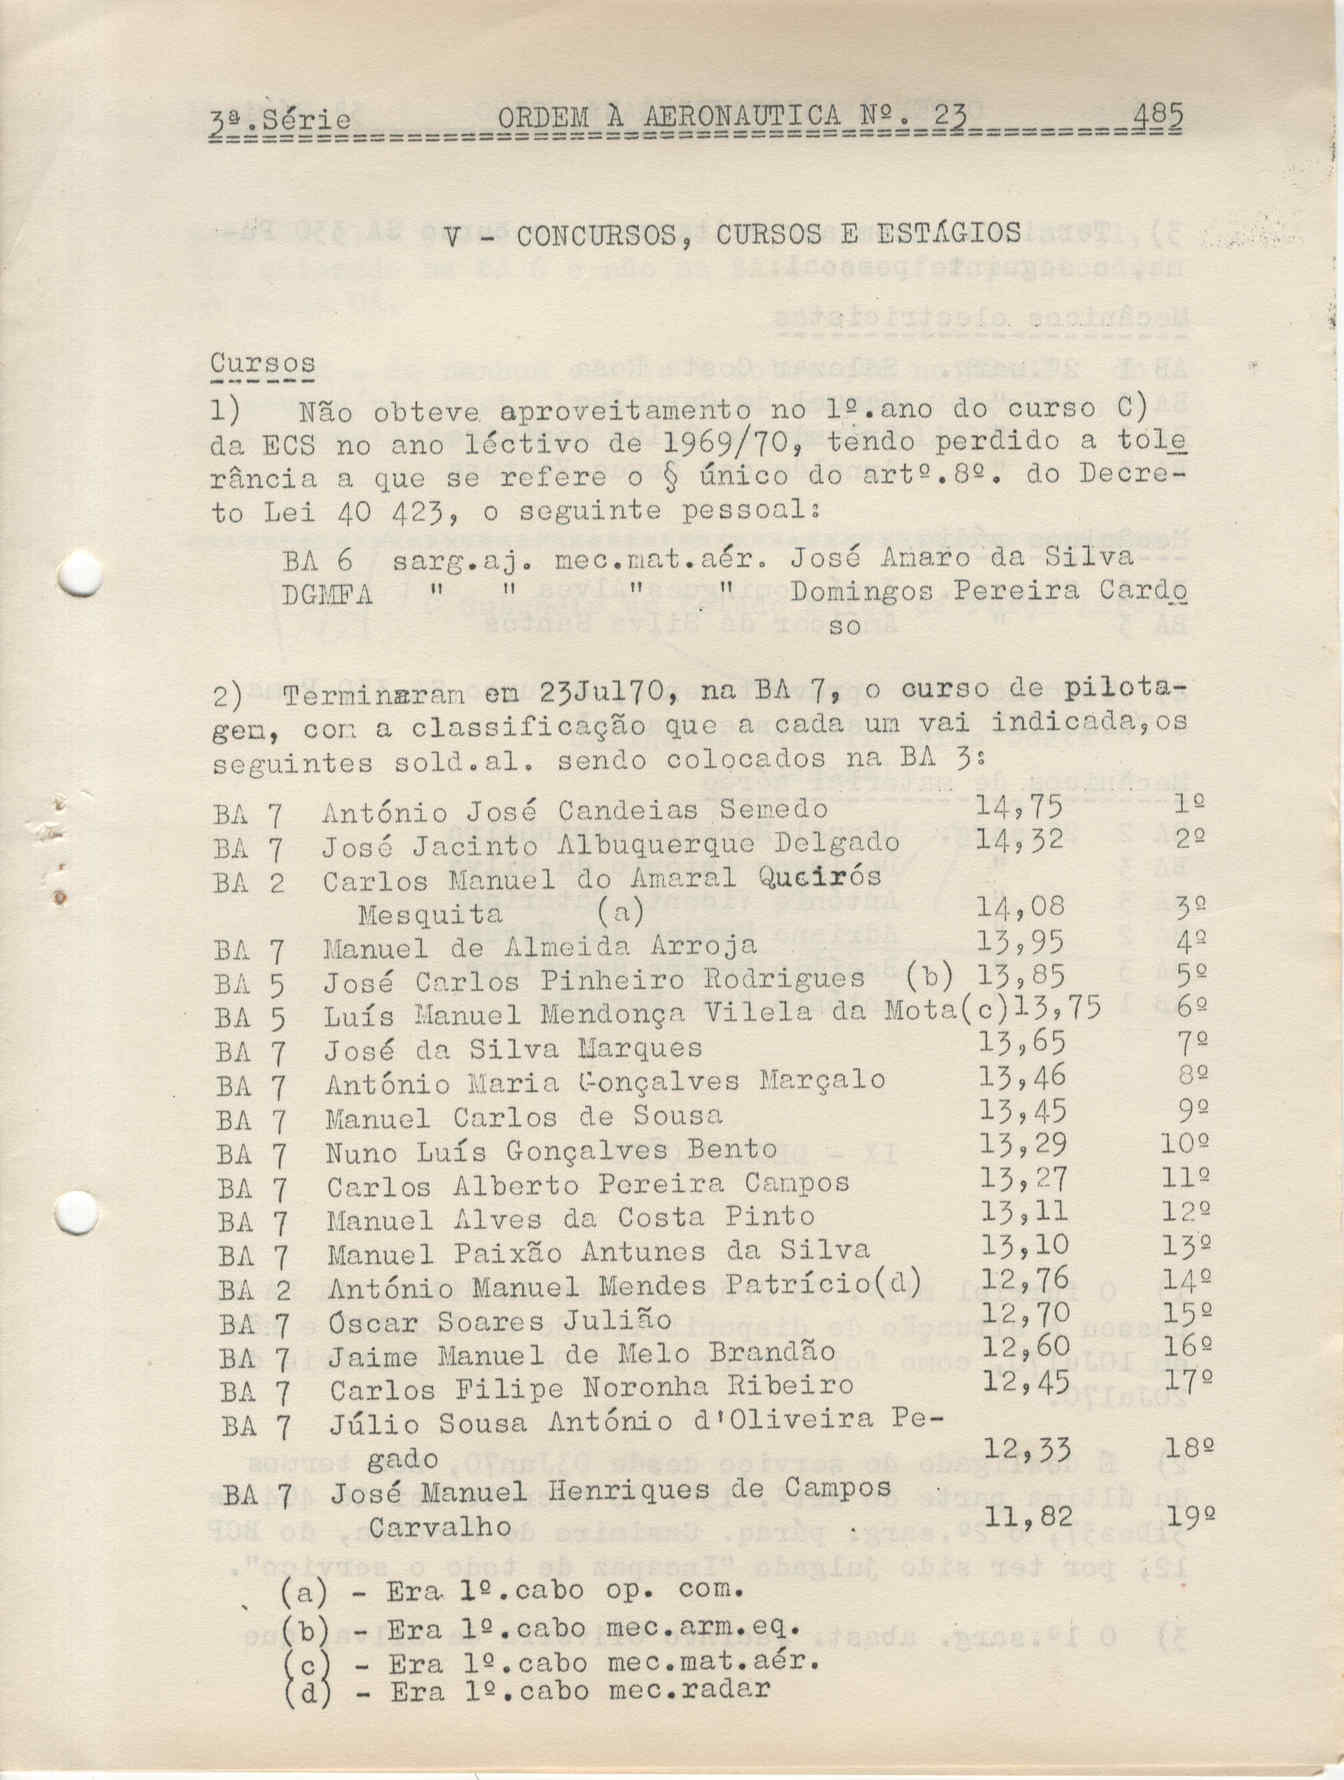 3ª.Série ORDEM À AERONAUTICA Nº. 23 485
V - CONCURSOS, CURSOS E ESTÁGIOS
Cursos
1) Não obteve aproveitamento no 1º.ano do curso C)
da ECS no ano léctivo de 1969/70, tendo perdido a tole
rância a que se refere o § único do artº.8º. do Decre-
to Lei 40 423, o seguinte pessoal:
BA 6 sarg.aj. mec.mat.aér. José Amaro da Silva
DGMFA " " " " Domingos Pereira Cardo
so
2) Terminaram em 23Jul70, na BA 7, o curso de pilota-
gem, com a classificação que a cada um vai indicada,os
seguintes sold.al. sendo colocados na BA 3:
BA 7 António José Candeias Semedo 14,75 1º
BA 7 José Jacinto Albuquerque Delgado 14,32 2º
BA 2 Carlos Manuel do Amaral Queirós
Mesquita (a) 14,08 3º
BA 7 Manuel de Almeida Arroja 13,95 4º
BA 5 José Carlos Pinheiro Rodrigues (b) 13,85 5º
BA 5 Luís Manuel Mendonça Vilela da Mota(c)13,75 6º
BA 7 José da Silva Marques 13,65 7º
BA 7 António Maria Gonçalves Marçalo 13,46 8º
BA 7 Manuel Carlos de Sousa 13,45 9º
BA 7 Nuno Luís Gonçalves Bento 13,29 10º
BA 7 Carlos Alberto Pereira Campos 13,27 11º
BA 7 Manuel Alves da Costa Pinto 13,11 12º
BA 7 Manuel Paixão Antunes da Silva 13,10 13º
BA 2 António Manuel Mendes Patrício(d) 12,76 14º
BA 7 Óscar Soares Julião 12,70 15º
BA 7 Jaime Manuel de Melo Brandão 12,60 16º
BA 7 Carlos Filipe Noronha Ribeiro 12,45 17º
BA 7 Júlio Sousa António d'Oliveira Pe-
gado 12,33 18º
BA 7 José Manuel Henriques de Campos
Carvalho 11,82 19º
(a) - Era 1º.cabo op. com.
(b) - Era 1º.cabo mec.arm.eq.
(c) - Era 1º.cabo mec.mat.aér.
(d) - Era 1º.cabo mec.radar